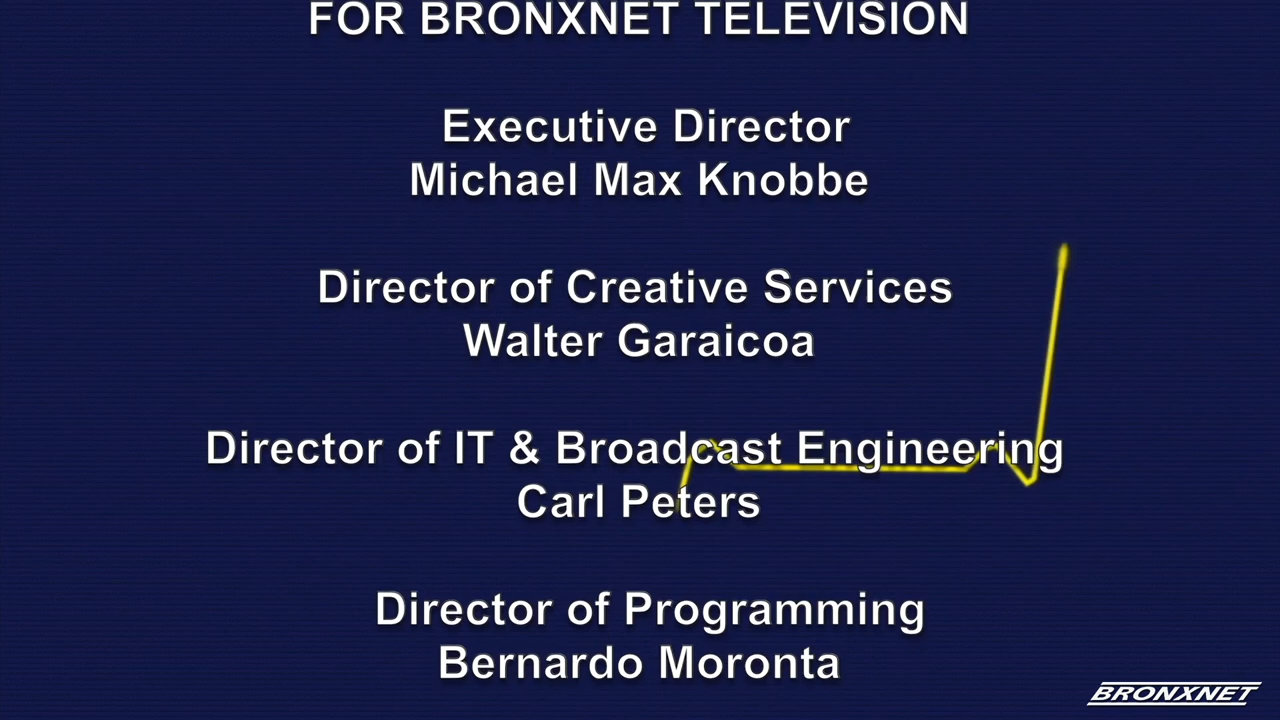 FOR BRONXNET TELEVISION
Executive Director
Michael Max Knobbe
Director of Creative Services
Walter Garaicoa
Director of IT & Broadcast Engineering
Carl Peters
Director of Programming
Bernardo Moronta
BRONXNET